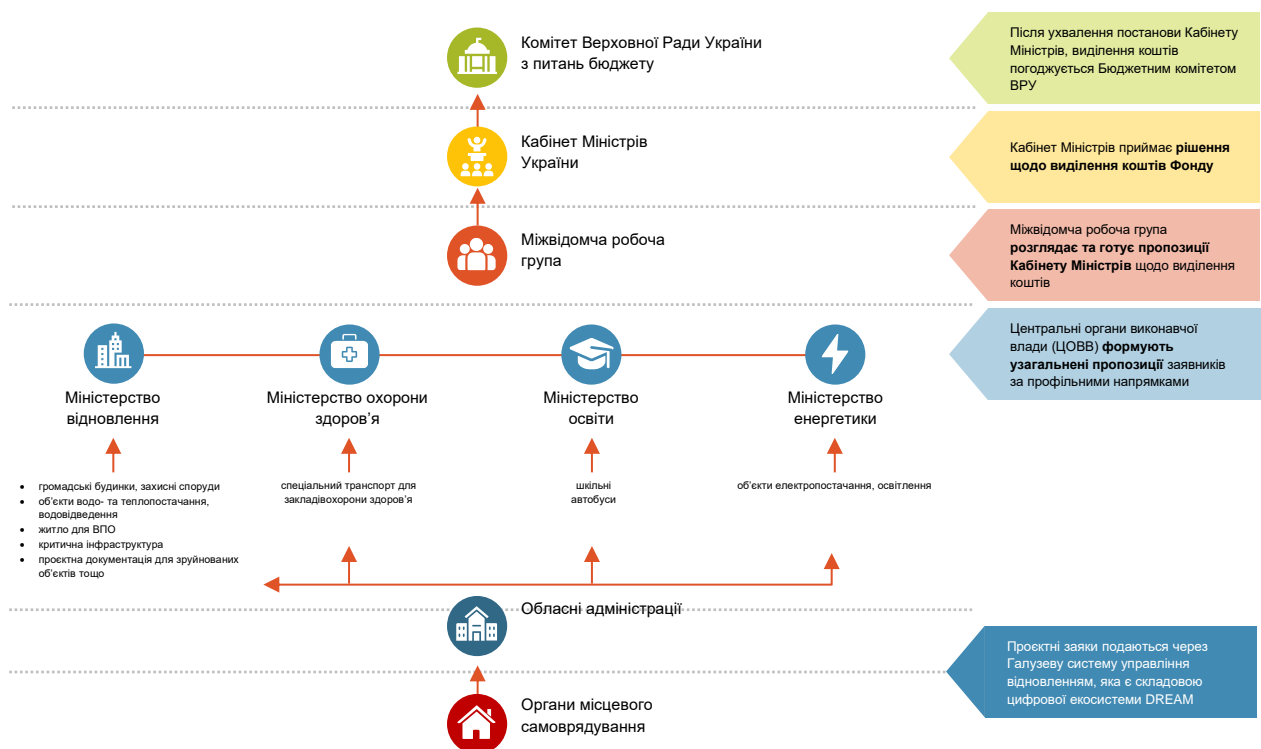 Комітет Верховної Ради України
з питань бюджету
Після ухвалення постанови Кабінету
Міністрів, виділення коштів
погоджується Бюджетним комітетом
ВРУ
Кабінет Міністрів
України
Кабінет Міністрів приймає рішення
щодо виділення коштів Фонду
Міжвідомча робоча
група
Міжвідомча робоча група
розглядає та готує пропозиції
Кабінету Міністрів щодо виділення
коштів
Центральні органи виконавчої
влади (ЦОВВ) формують
узагальнені пропозиції заявників
за профільними напрямками
Міністерство
відновлення
Міністерство охорони
здоров’я
Міністерство
освіти
Міністерство
енергетики
• громадські будинки, захисні споруди
• об’єкти водо- та теплопостачання,
водовідведення
• житло для ВПО
• критична інфраструктура
• проєктна документація для зруйнованих
об’єктів тощо
спеціальний транспорт для
закладівохорони здоров’я
шкільні
автобуси
об’єкти електропостачання, освітлення
Обласні адміністрації
Проєктні заяки подаються через
Галузеву систему управління
відновленням, яка є складовою
цифрової екосистеми DREAM
Органи місцевого
самоврядування